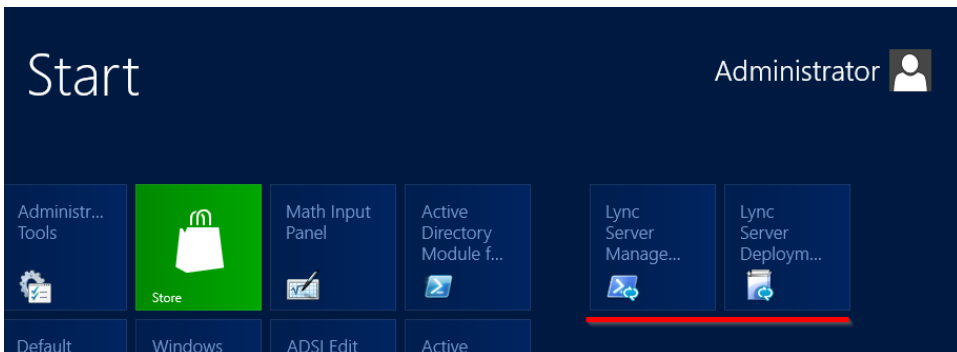 Start
Administrator
Administr...
Tools
Store
Math Input
Panel
Active
Directory
Module f...
Lync
Server
Manage...
Lync
Server
Deploym...
Default
Windows
ADSI Edit
Active